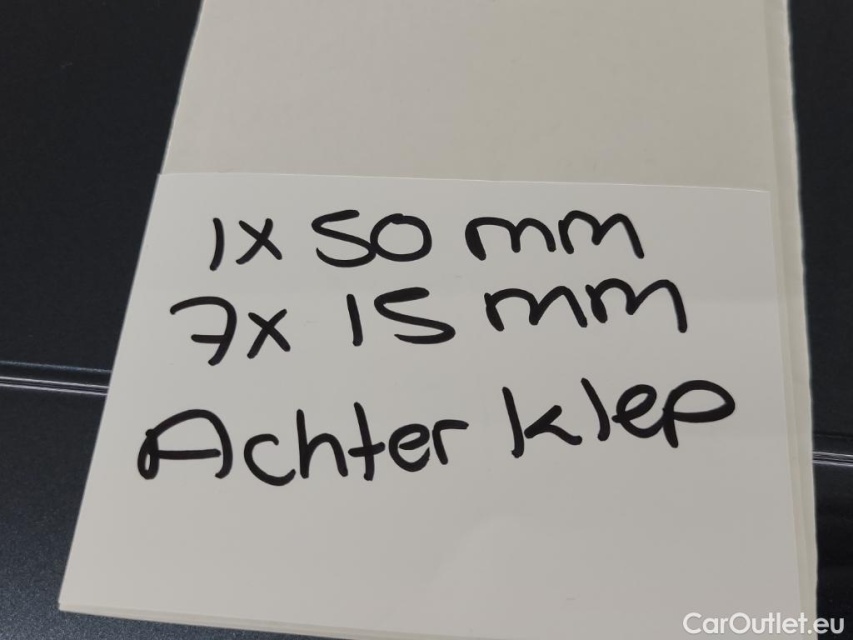 1x 50 mm
7x 15 mm
Achter klep
CarOutlet.eu